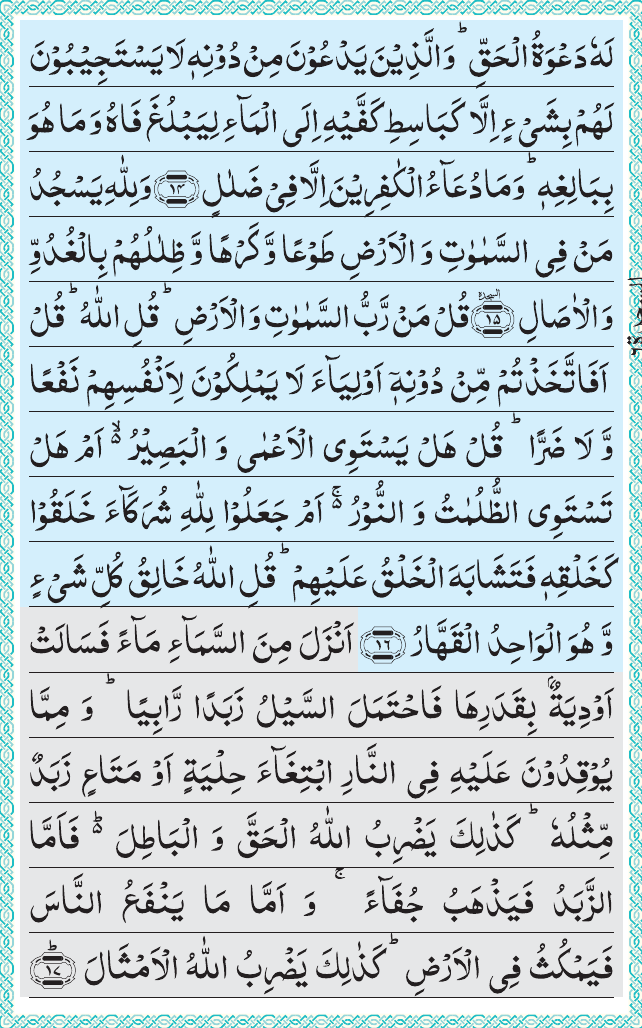 لَهٗ دَعْوَةُ الْحَقِّ ؕ وَالَّذِيْنَ يَدْعُوْنَ مِنْ دُوْنِهٖ لَا يَسْتَجِيْبُوْنَ
لَهُمْ بِشَیْءٍ اِلَّا كَبَاسِطِ كَفَّيْهِ اِلَی الْمَآءِ لِيَبْلُغَ فَاهُ وَمَا هُوَ
بِبَالِغِهٖ ؕ وَمَا دُعَآءُ الْكٰفِرِيْنَ اِلَّا فِیْ ضَلٰلٍ ﴿۱۴﴾ وَلِلّٰهِ يَسْجُدُ
مَنْ فِی السَّمٰوٰتِ وَ الْاَرْضِ طَوْعًا وَّكَرْهًا وَّ ظِلٰلُهُمْ بِالْغُدُوِّ
وَالْاٰصَالِ ﴿۱۵﴾ السجدة قُلْ مَنْ رَّبُّ السَّمٰوٰتِ وَالْاَرْضِ ؕ قُلِ اللّٰهُ ؕ قُلْ
اَفَاتَّخَذْتُمْ مِّنْ دُوْنِهٖۤ اَوْلِيَآءَ لَا يَمْلِكُوْنَ لِاَنْفُسِهِمْ نَفْعًا
وَّ لَا ضَرًّا ؕ قُلْ هَلْ يَسْتَوِی الْاَعْمٰی وَ الْبَصِيْرُ ۙ۬ اَمْ هَلْ
تَسْتَوِی الظُّلُمٰتُ وَ النُّوْرُ ۚ۬ اَمْ جَعَلُوْا لِلّٰهِ شُرَكَآءَ خَلَقُوْا
كَخَلْقِهٖ فَتَشَابَهَ الْخَلْقُ عَلَيْهِمْ ؕ قُلِ اللّٰهُ خَالِقُ كُلِّ شَیْءٍ
وَّ هُوَ الْوَاحِدُ الْقَهَّارُ ﴿۱۶﴾ اَنْزَلَ مِنَ السَّمَآءِ مَآءً فَسَالَتْ
اَوْدِيَةٌۢ بِقَدَرِهَا فَاحْتَمَلَ السَّيْلُ زَبَدًا رَّابِيًا ؕ وَ مِمَّا
يُوْقِدُوْنَ عَلَيْهِ فِی النَّارِ ابْتِغَآءَ حِلْيَةٍ اَوْ مَتَاعٍ زَبَدٌ
مِّثْلُهٗ ؕ كَذٰلِكَ يَضْرِبُ اللّٰهُ الْحَقَّ وَ الْبَاطِلَ ۬ؕ فَاَمَّا
الزَّبَدُ فَيَذْهَبُ جُفَآءً ۚ وَ اَمَّا مَا يَنْفَعُ النَّاسَ
فَيَمْكُثُ فِی الْاَرْضِ ؕ كَذٰلِكَ يَضْرِبُ اللّٰهُ الْاَمْثَالَ ﴿ؕ۱۷﴾